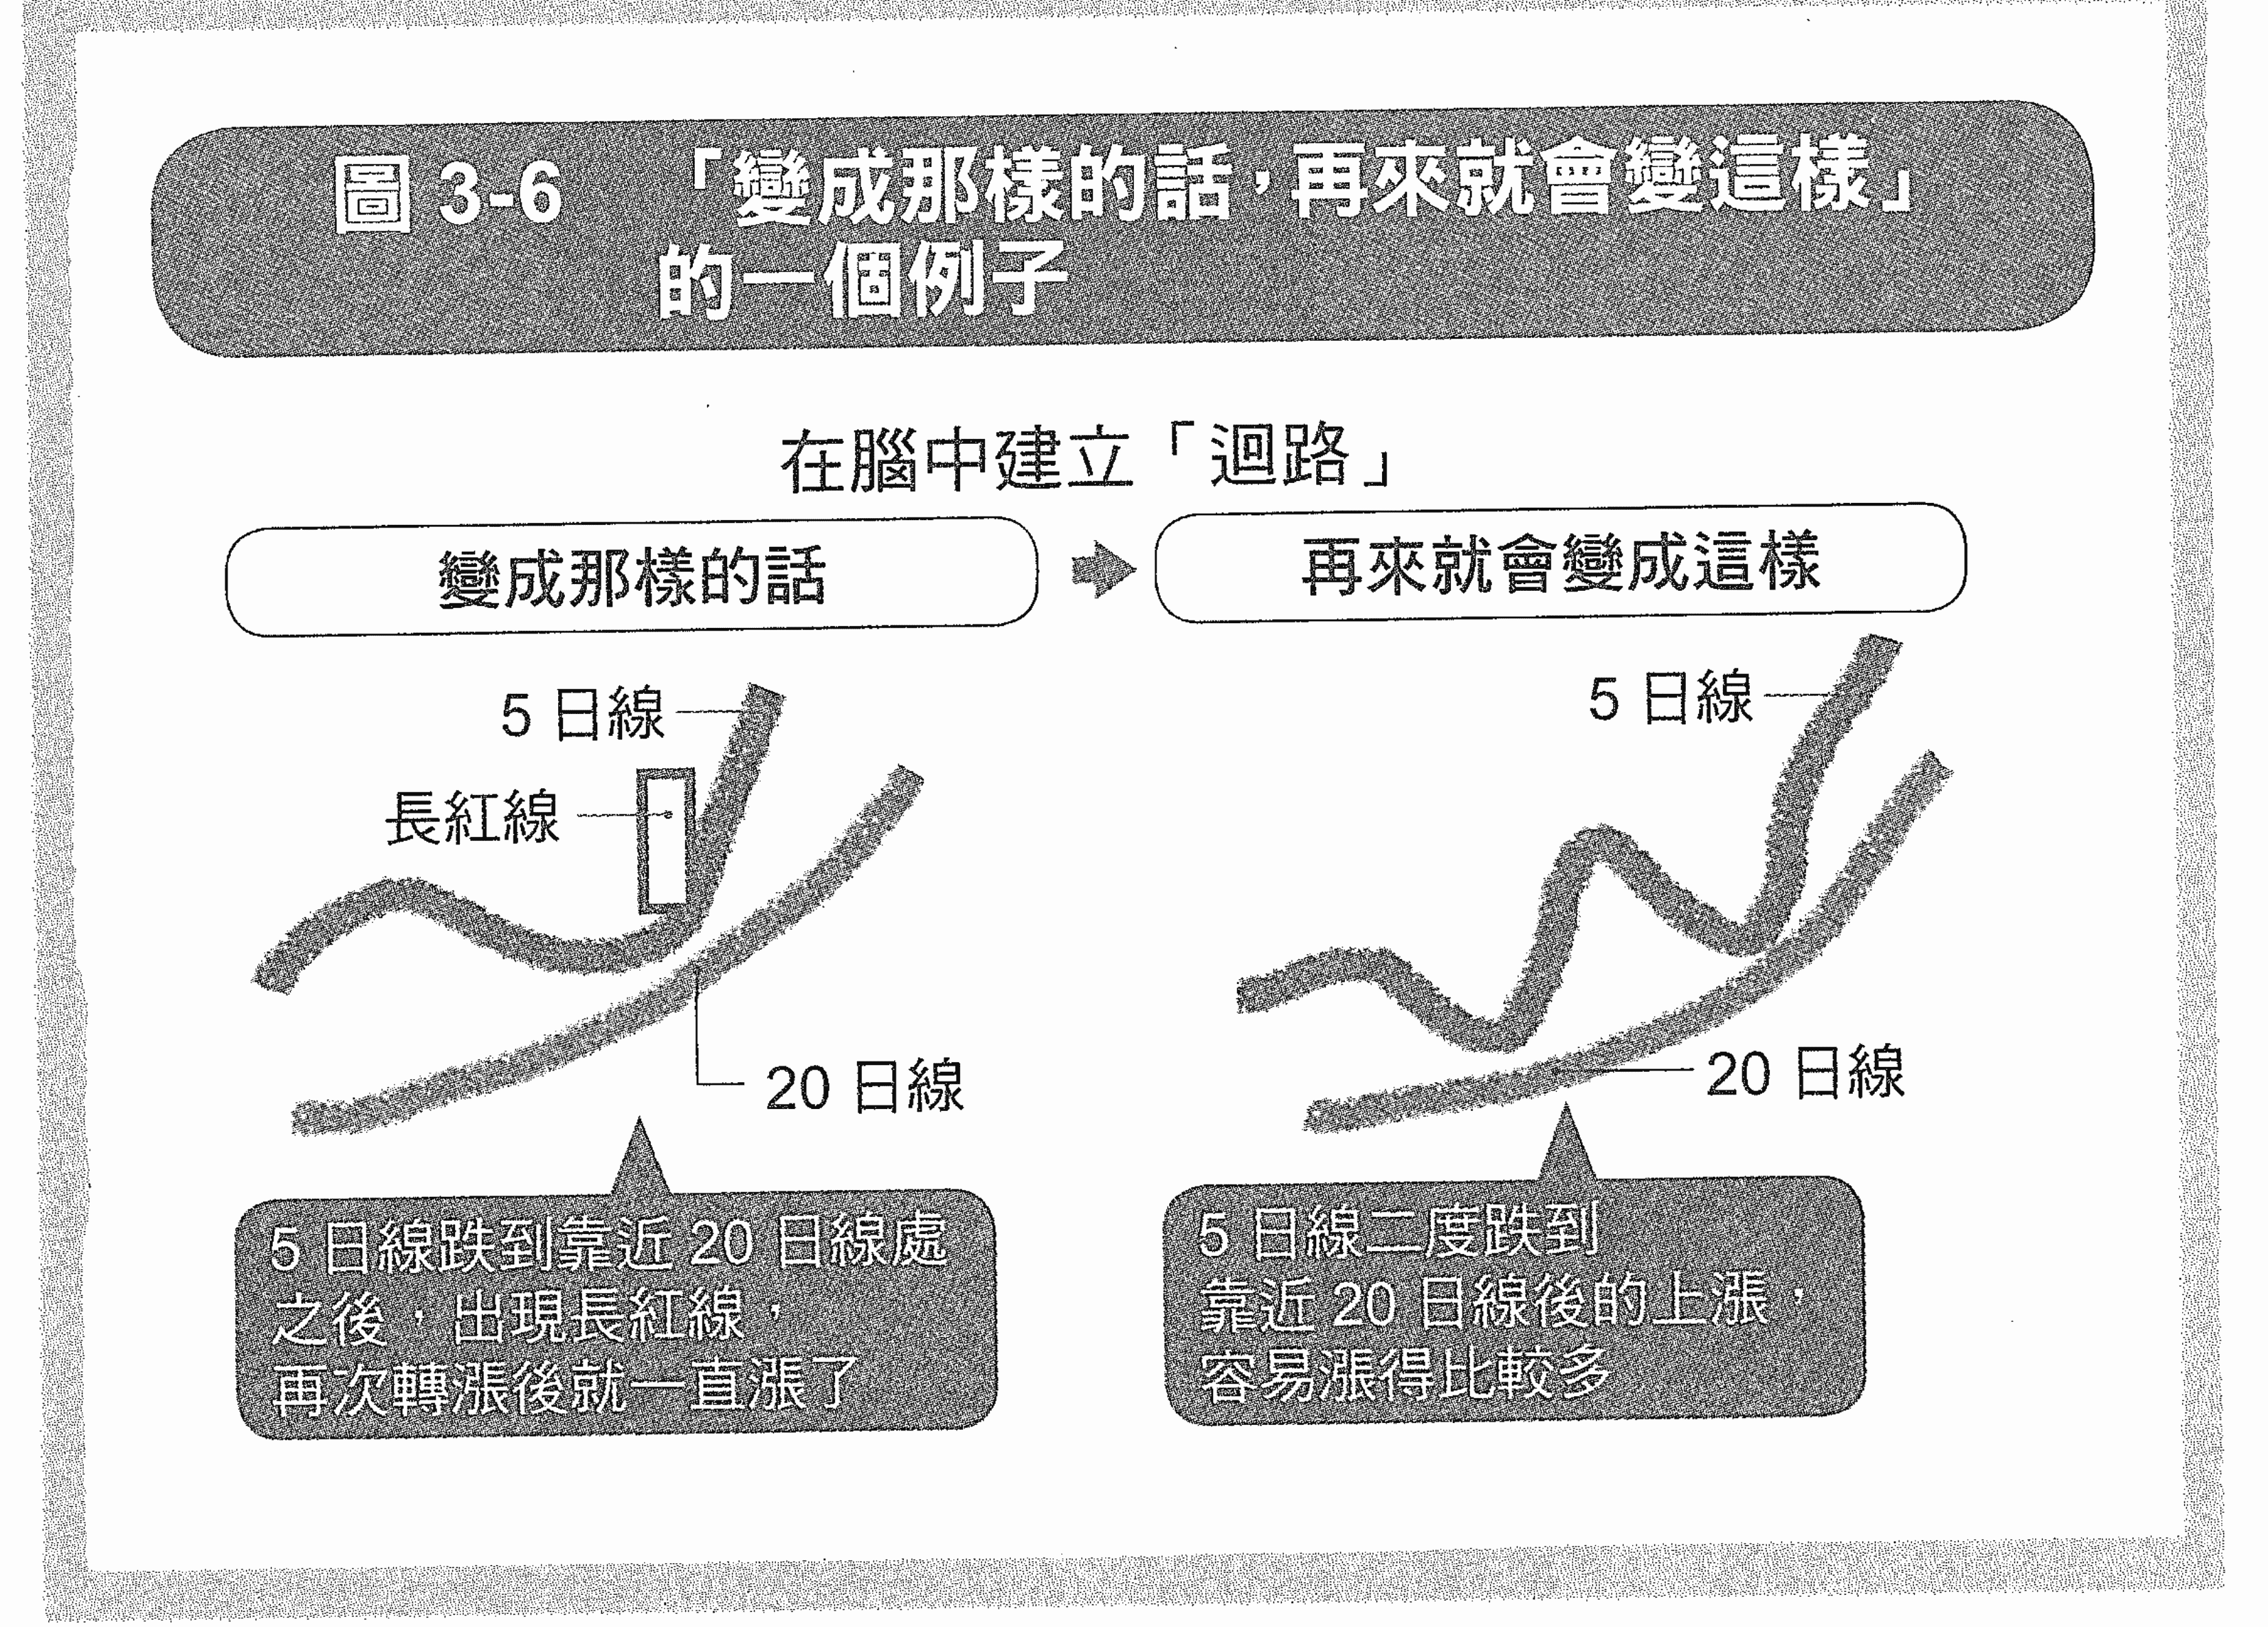 圖 3-6 「變成那樣的話，再來就會變這樣」
的一個例子
在腦中建立「迴路」
變成那樣的話
再來就會變成這樣
5 日線
長紅線
20 日線
5 日線跌到靠近 20 日線處
之後，出現長紅線，
再次轉漲後就一直漲了
5 日線
20 日線
5 日線二度跌到
靠近 20 日線後的上漲，
容易漲得比較多